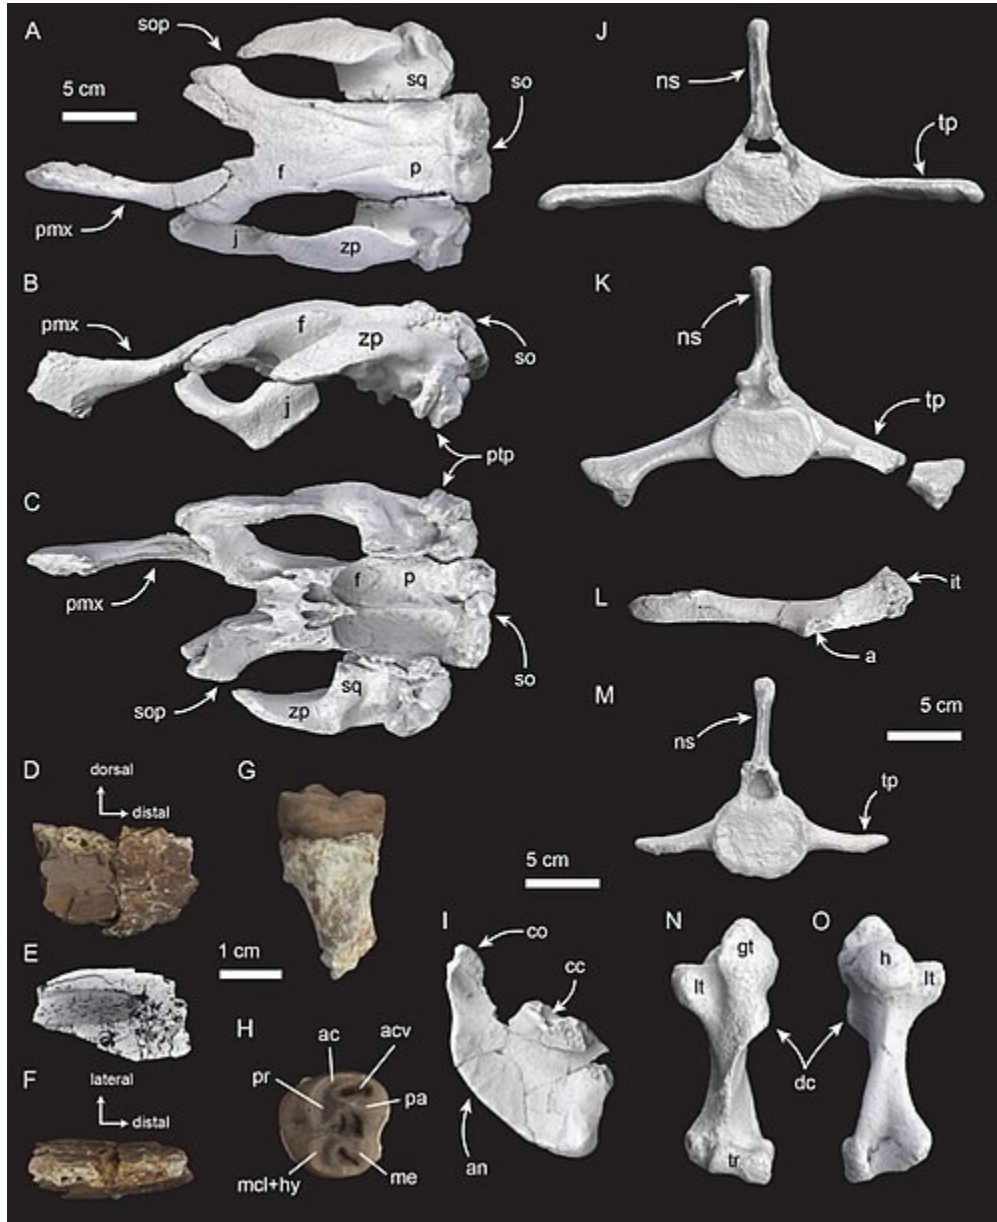 A
5 cm
sop
sq
so
f
p
pmx
j
zp
B
pmx
f
zp
so
j
ptp
C
pmx
f
p
so
sop
zp
sq
D
dorsal
distal
E
F
lateral
distal
G
1 cm
H
ac
acv
pr
pa
mcl+hy
me
5 cm
I
co
cc
an
J
ns
tp
K
ns
tp
L
it
a
M
5 cm
ns
tp
N
gt
lt
dc
tr
O
h
lt